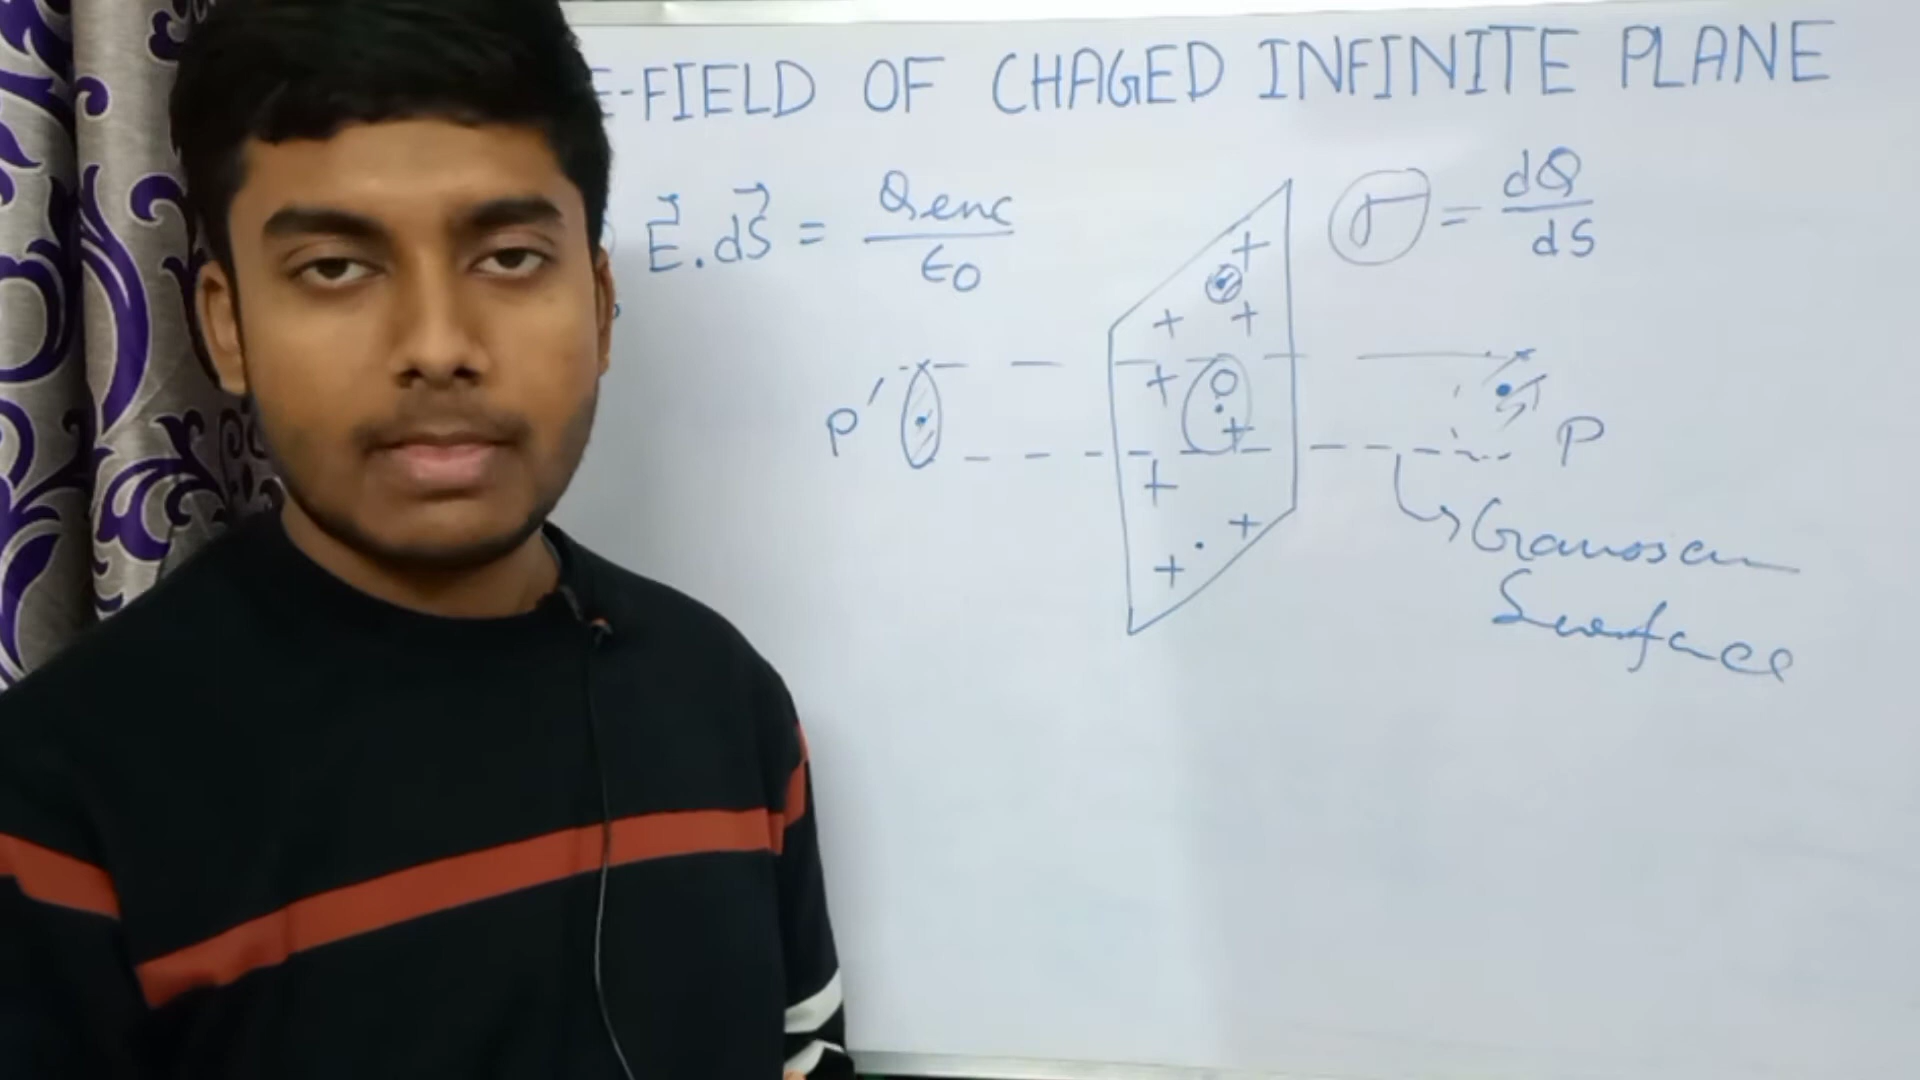 E-FIELD OF CHAGED INFINITE PLANE
E⃗.dS⃗ = Qenc/ϵ0
σ = dQ/dS
+
+ +
+ O
P′ + P
+
+
+
Gaussian
Surface